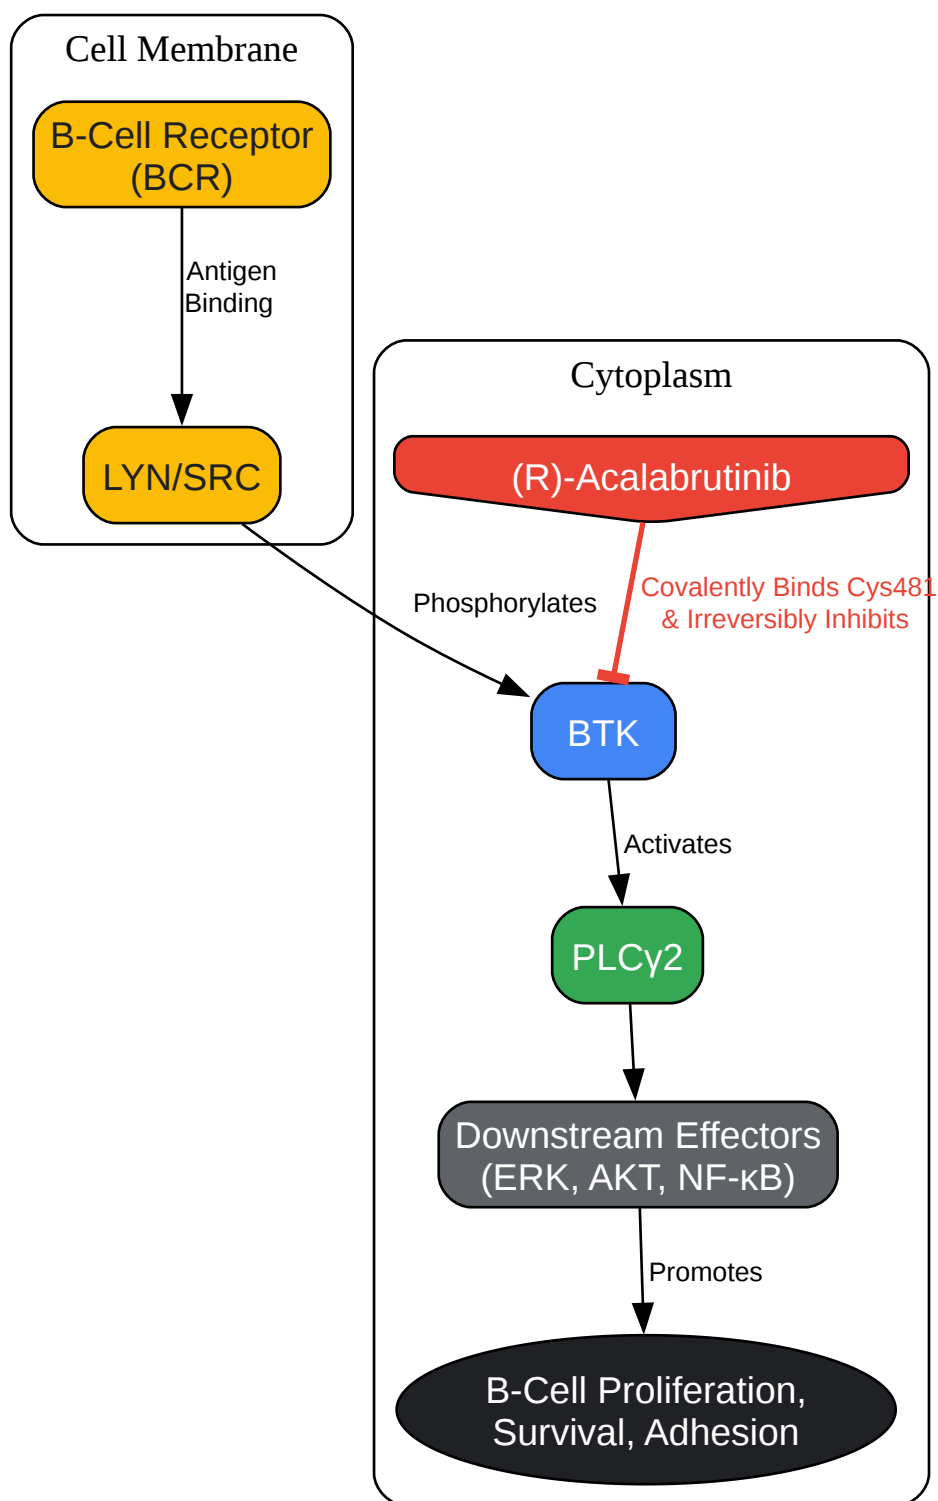 Cell Membrane
B-Cell Receptor
(BCR)
Antigen
Binding
LYN/SRC
Cytoplasm
(R)-Acalabrutinib
Covalently Binds Cys481
& Irreversibly Inhibits
Phosphorylates
BTK
Activates
PLCγ2
Downstream Effectors
(ERK, AKT, NF-κB)
Promotes
B-Cell Proliferation,
Survival, Adhesion